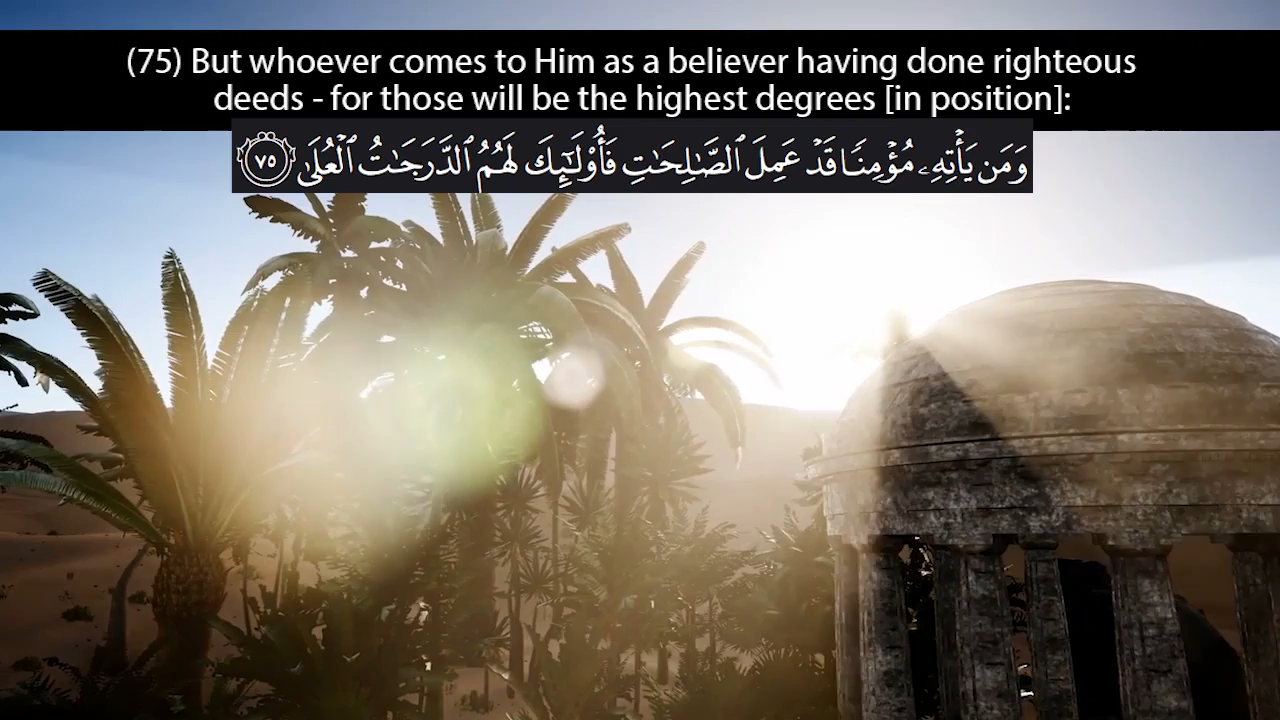 (75) But whoever comes to Him as a believer having done righteous
deeds - for those will be the highest degrees [in position]:
وَمَن يَأْتِهِۦ مُؤْمِنًا قَدْ عَمِلَ ٱلصَّـٰلِحَـٰتِ فَأُو۟لَـٰٓئِكَ لَهُمُ ٱلدَّرَجَـٰتُ ٱلْعُلَىٰ ٧٥